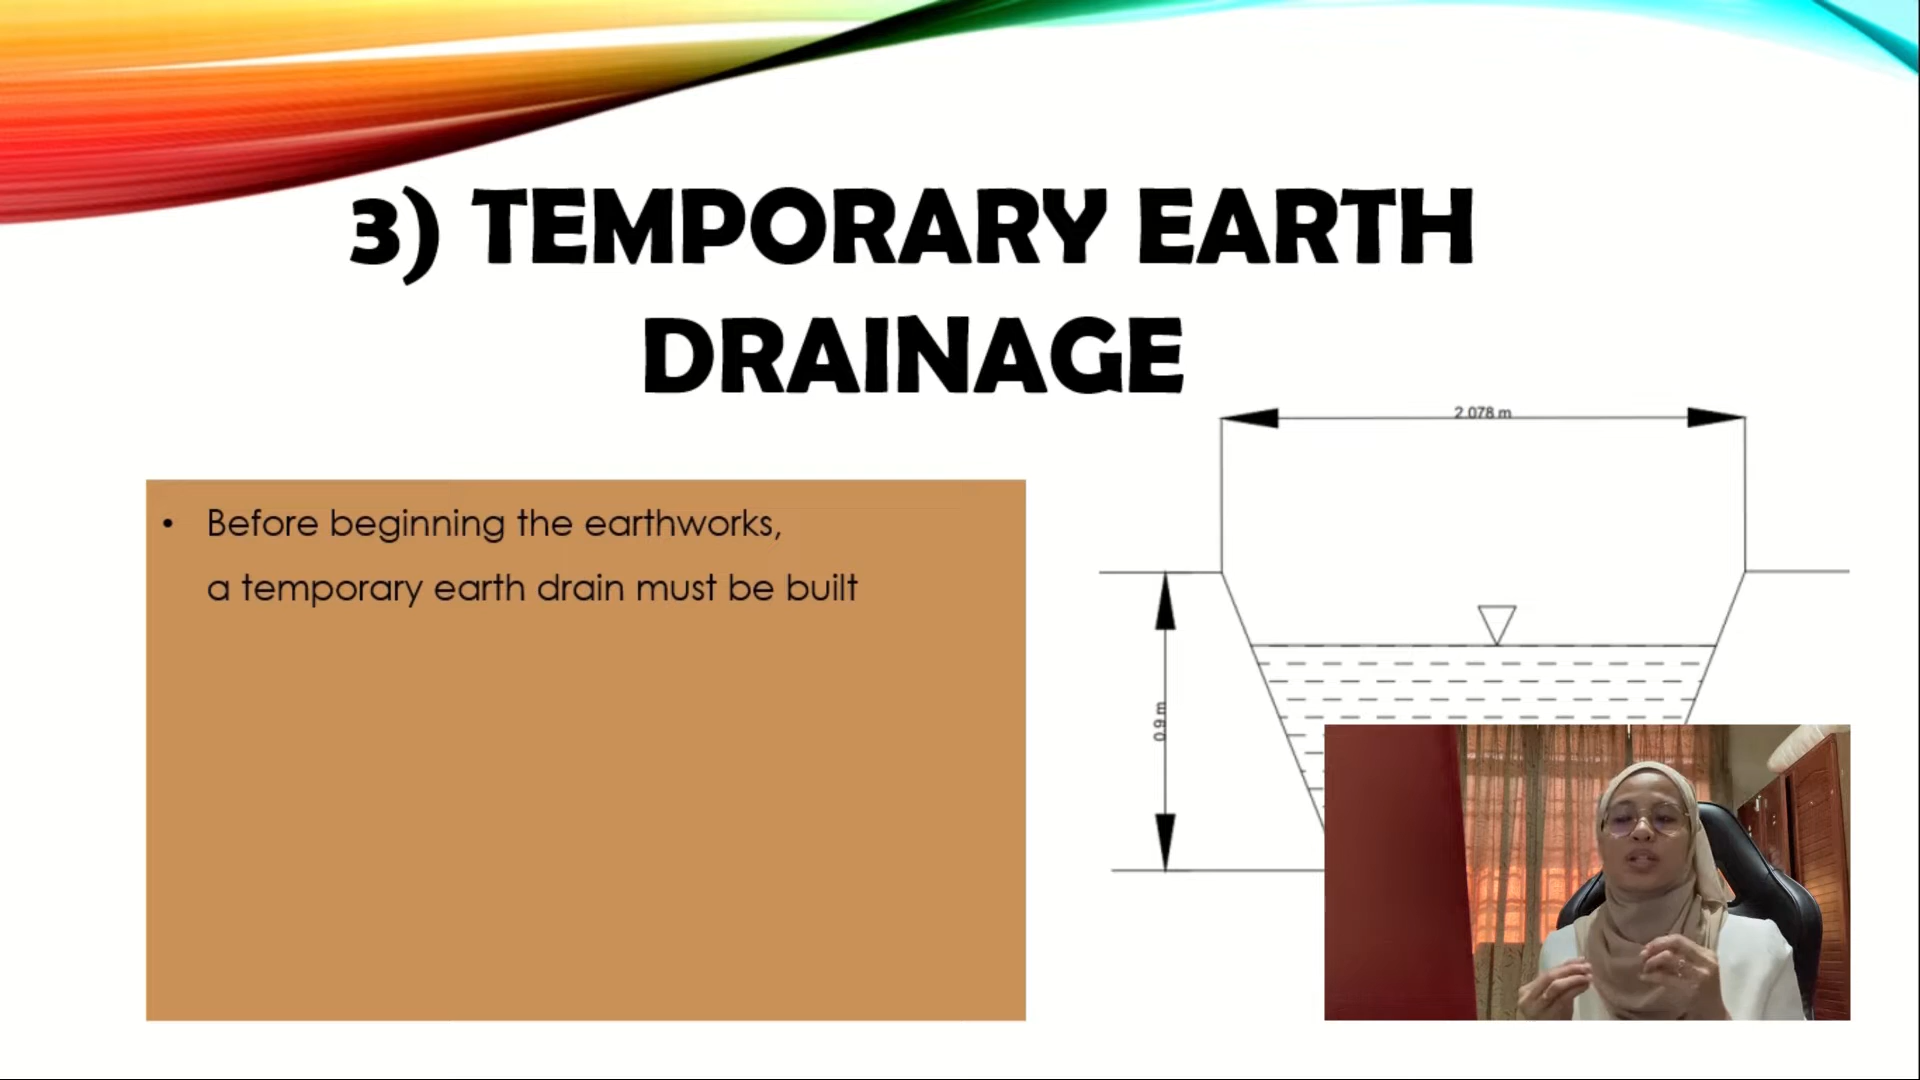 3) TEMPORARY EARTH
DRAINAGE
2.078 m
• Before beginning the earthworks,
a temporary earth drain must be built
0.9 m